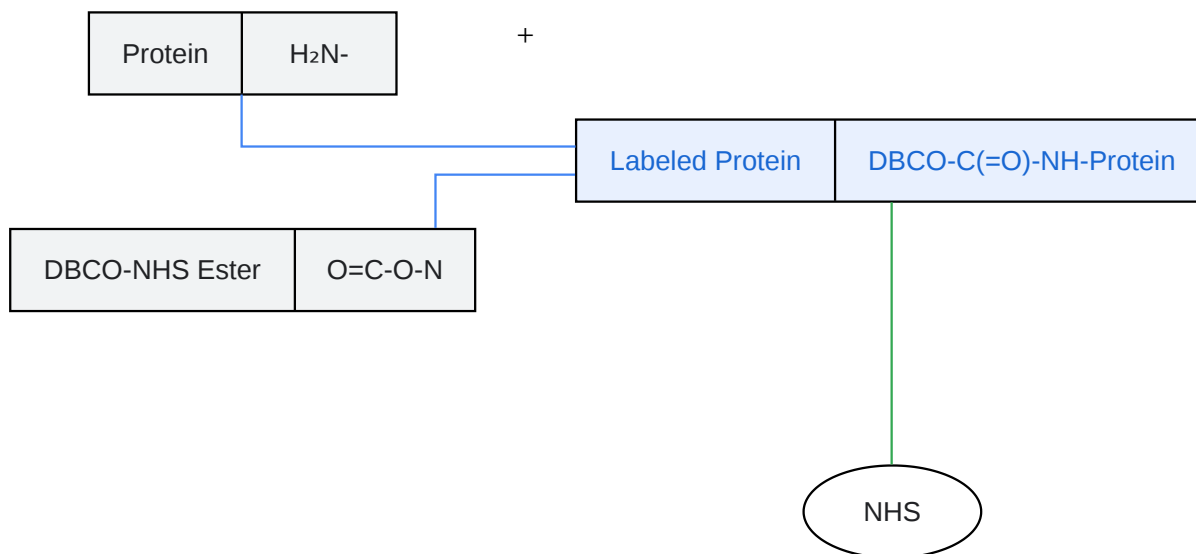 Protein
H₂N-
+
Labeled Protein
DBCO-C(=O)-NH-Protein
DBCO-NHS Ester
O=C-O-N
NHS